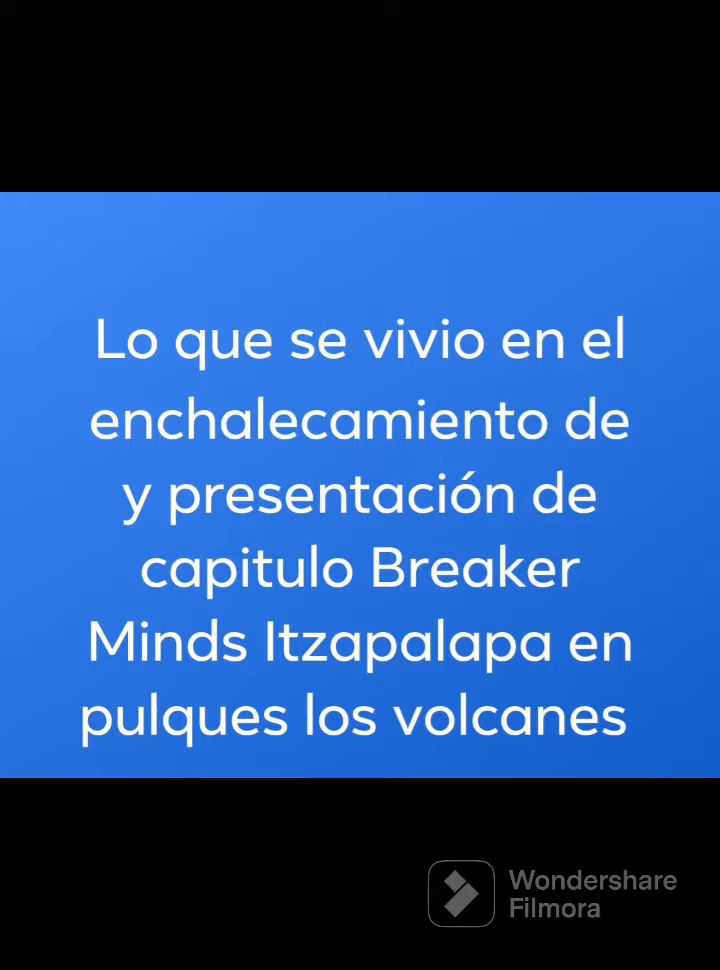 Lo que se vivio en el
enchalecamiento de
y presentación de
capitulo Breaker
Minds Itzapalapa en
pulques los volcanes
Wondershare
Filmora